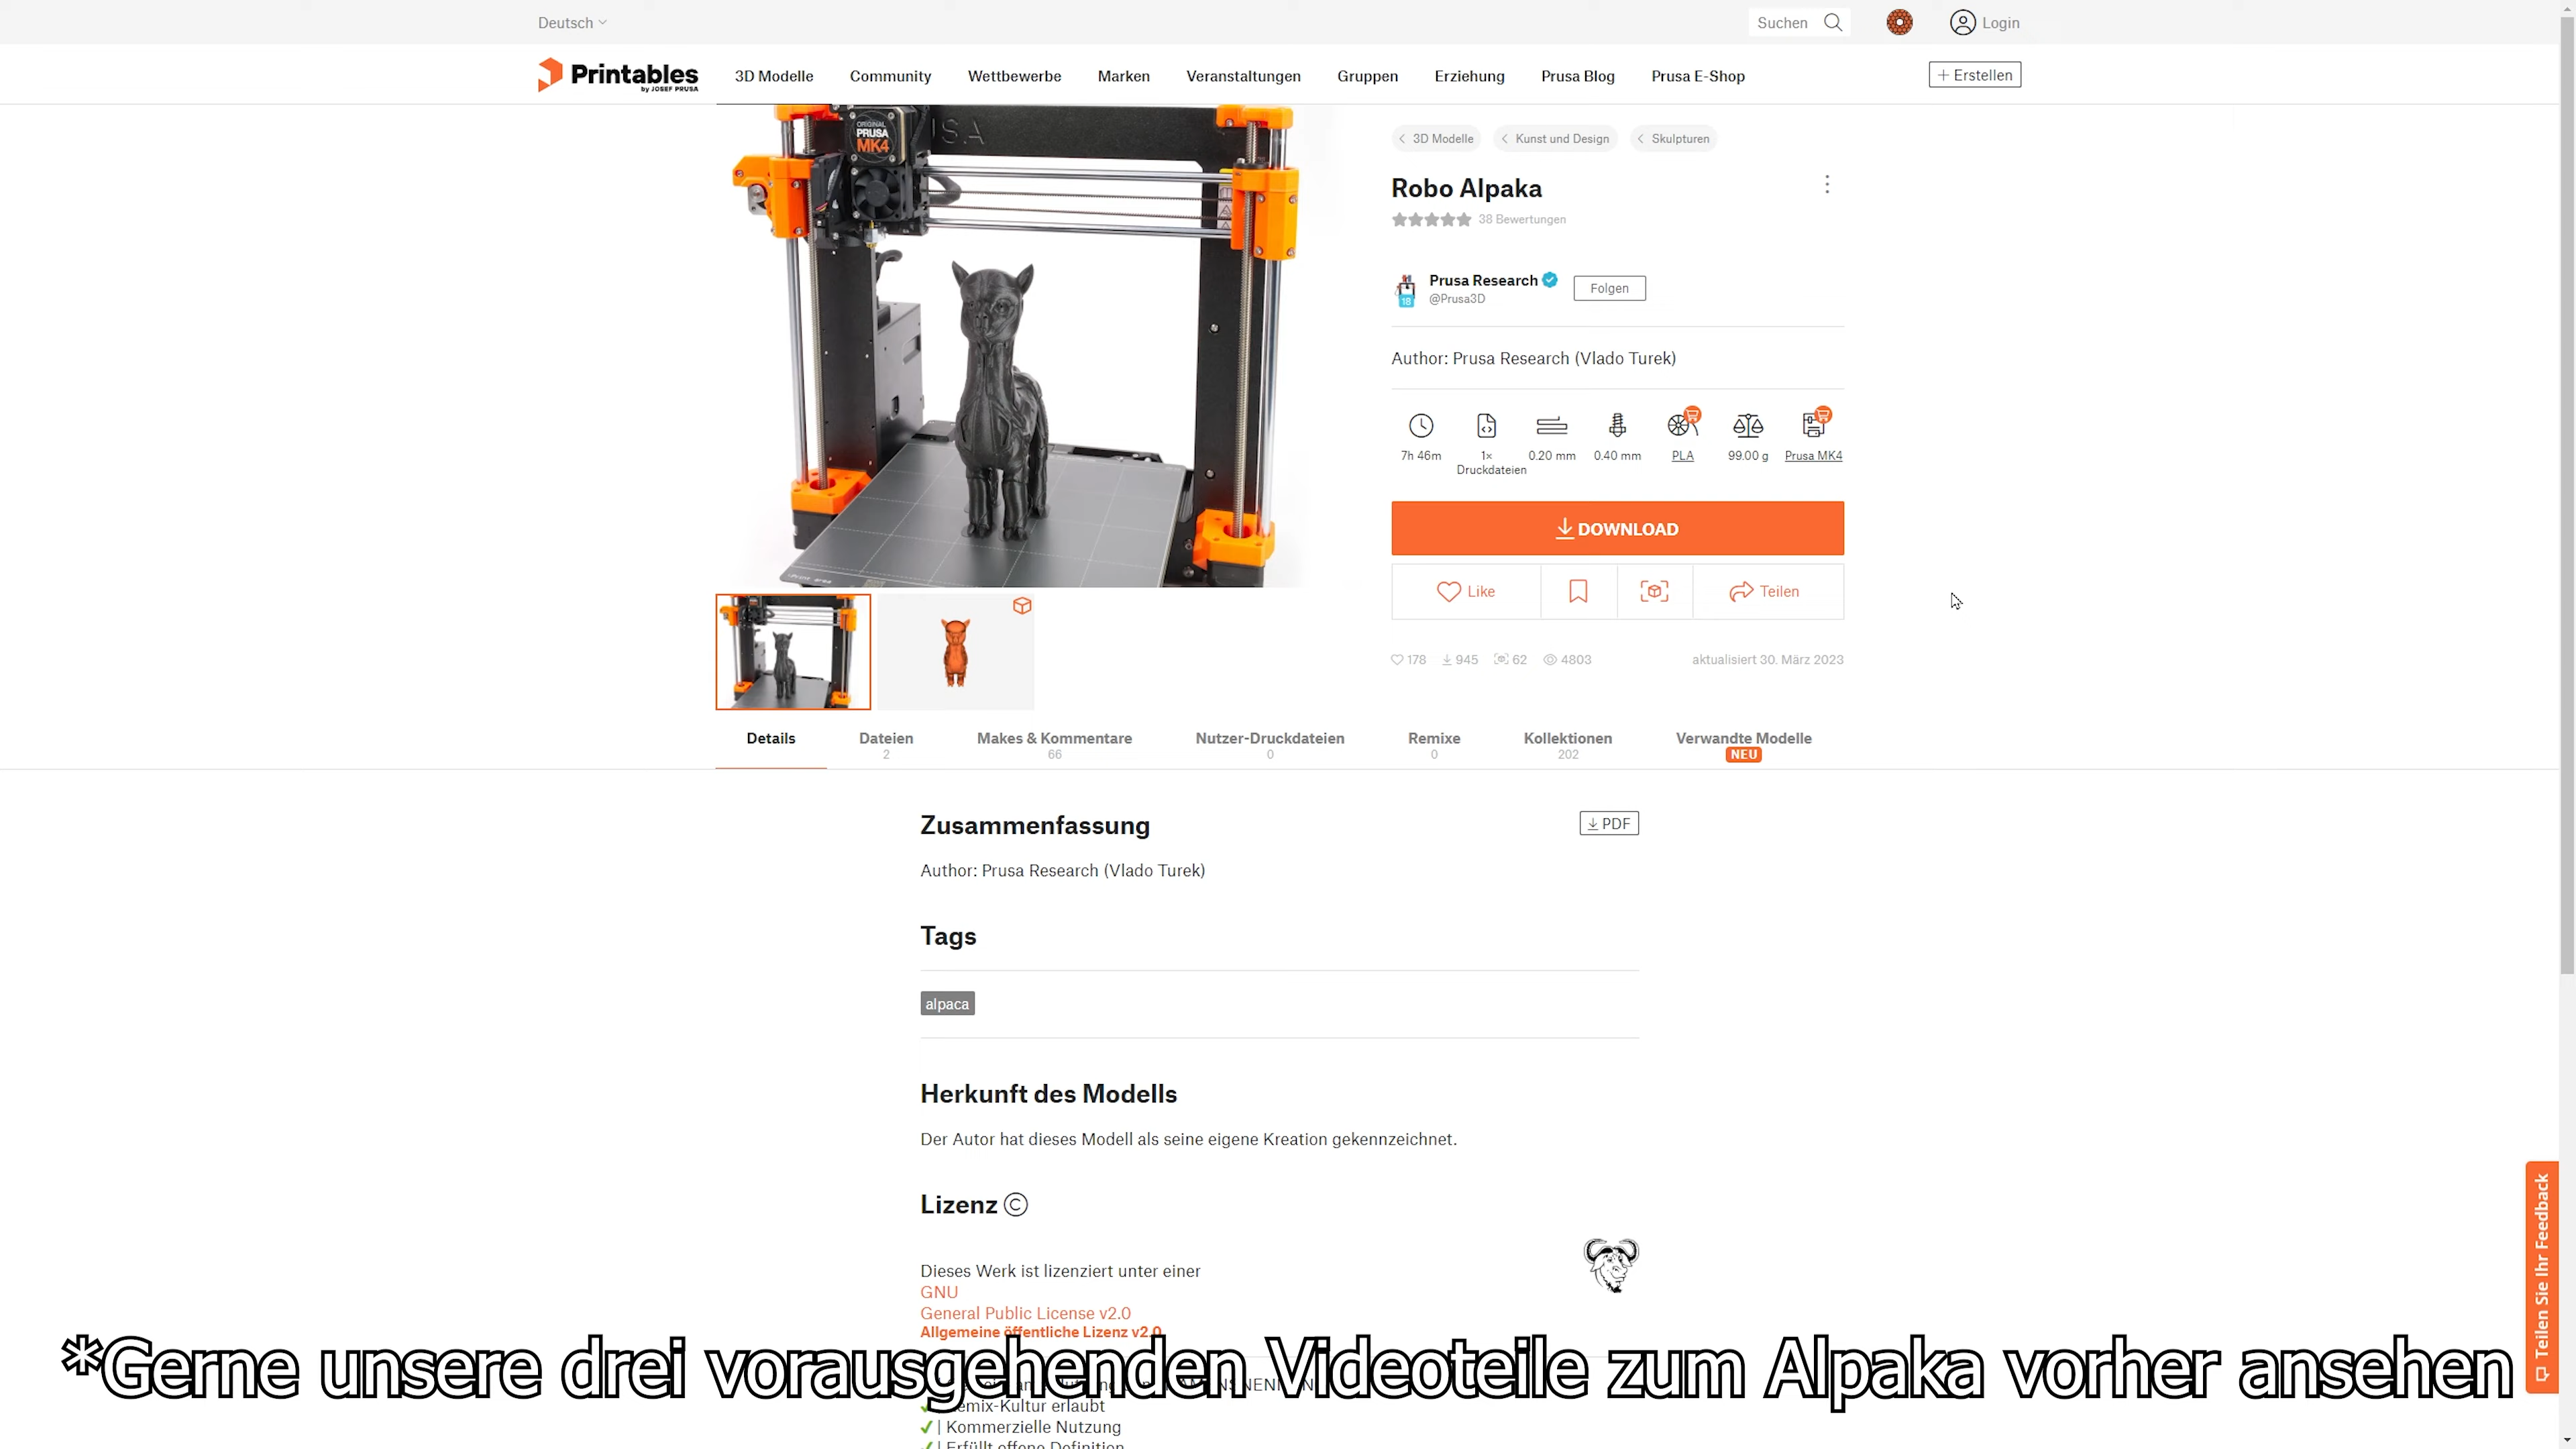 Deutsch
Suchen
Login
Printables
by JOSEF PRUSA
3D Modelle
Community
Wettbewerbe
Marken
Veranstaltungen
Gruppen
Erziehung
Prusa Blog
Prusa E-Shop
+ Erstellen
ORIGINAL
PRUSA
MK4
3D Modelle
Kunst und Design
Skulpturen
Robo Alpaka
38 Bewertungen
Prusa Research
@Prusa3D
18
Folgen
Author: Prusa Research (Vlado Turek)
7h 46m
1×
Druckdateien
0.20 mm
0.40 mm
PLA
99.00 g
Prusa MK4
DOWNLOAD
Like
Teilen
178
945
62
4803
aktualisiert 30. März 2023
Details
Dateien
2
Makes & Kommentare
66
Nutzer-Druckdateien
0
Remixe
0
Kollektionen
202
Verwandte Modelle
NEU
Zusammenfassung
PDF
Author: Prusa Research (Vlado Turek)
Tags
alpaca
Herkunft des Modells
Der Autor hat dieses Modell als seine eigene Kreation gekennzeichnet.
Lizenz ©
Dieses Werk ist lizenziert unter einer
GNU
General Public License v2.0
Allgemeine öffentliche Lizenz v2.0
*Gerne unsere drei vorausgehenden Videoteile zum Alpaka vorher ansehen
✔ | Remix-Kultur erlaubt
✔ | Kommerzielle Nutzung
✔ | Erfüllt offene Definition
Teilen Sie Ihr Feedback